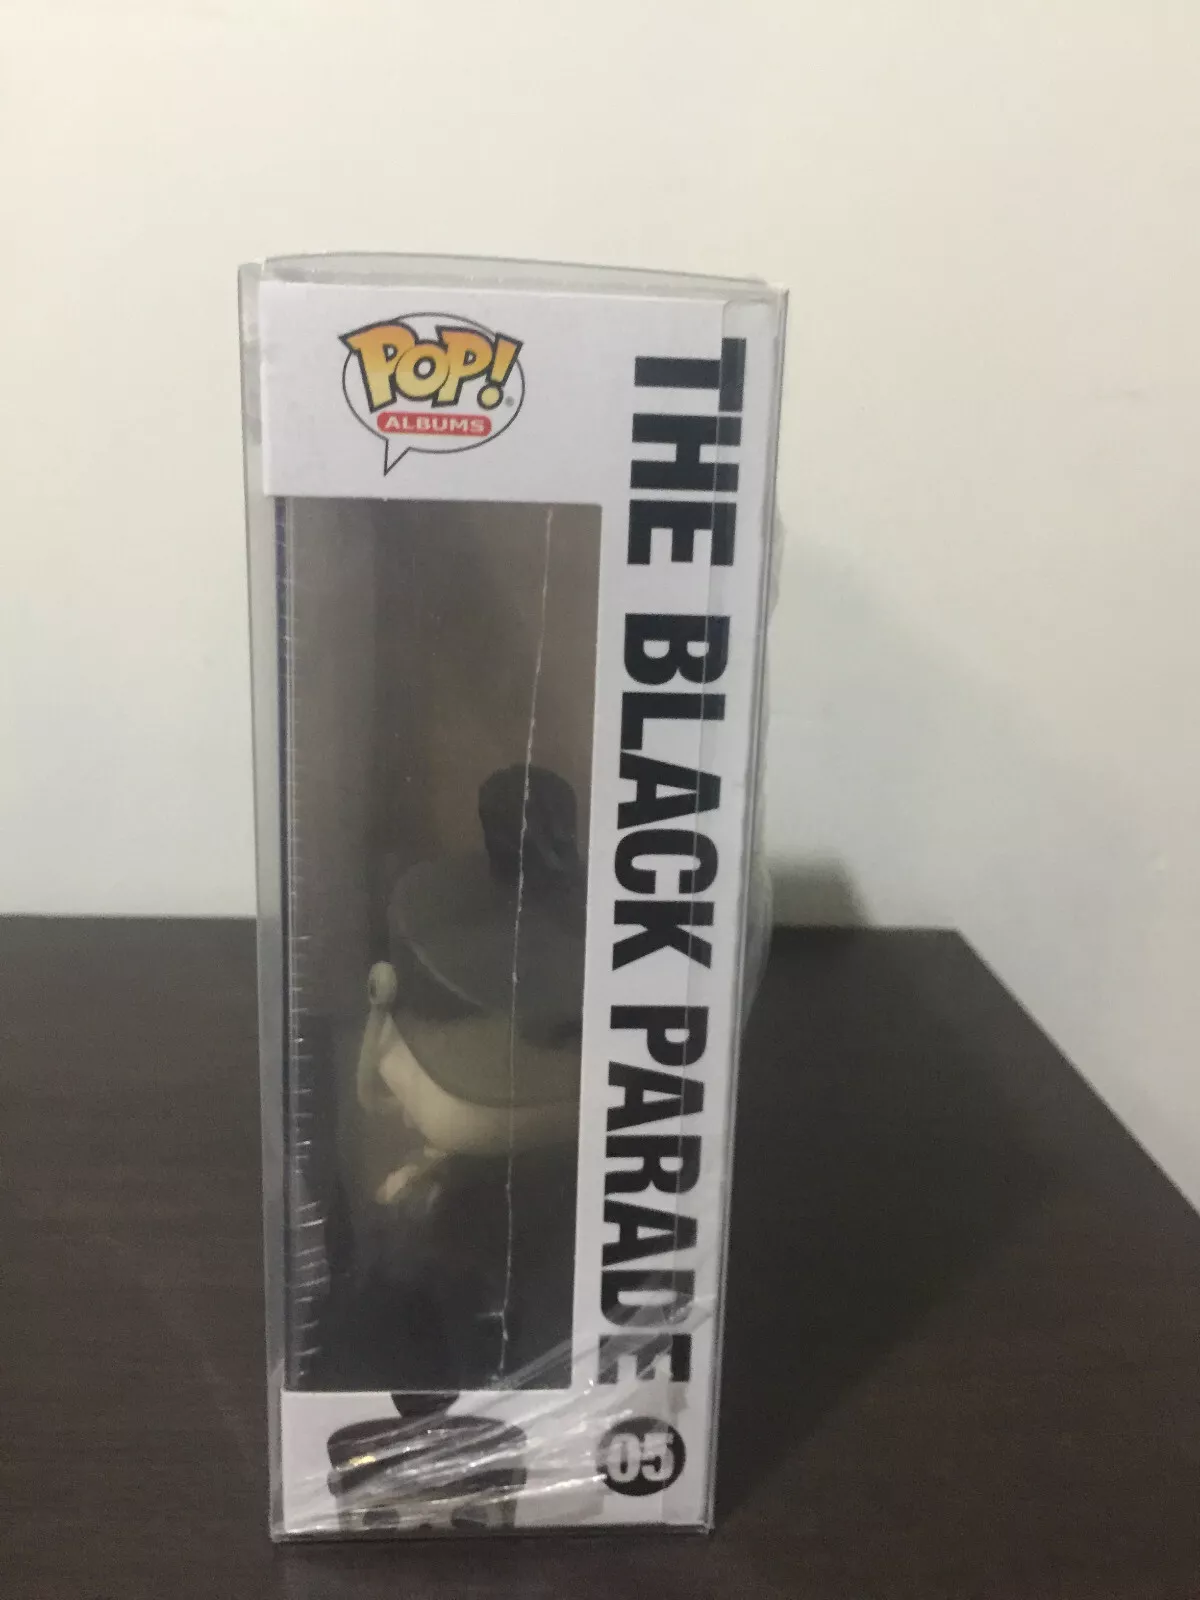 POP!
ALBUMS
THE BLACK PARADE
05